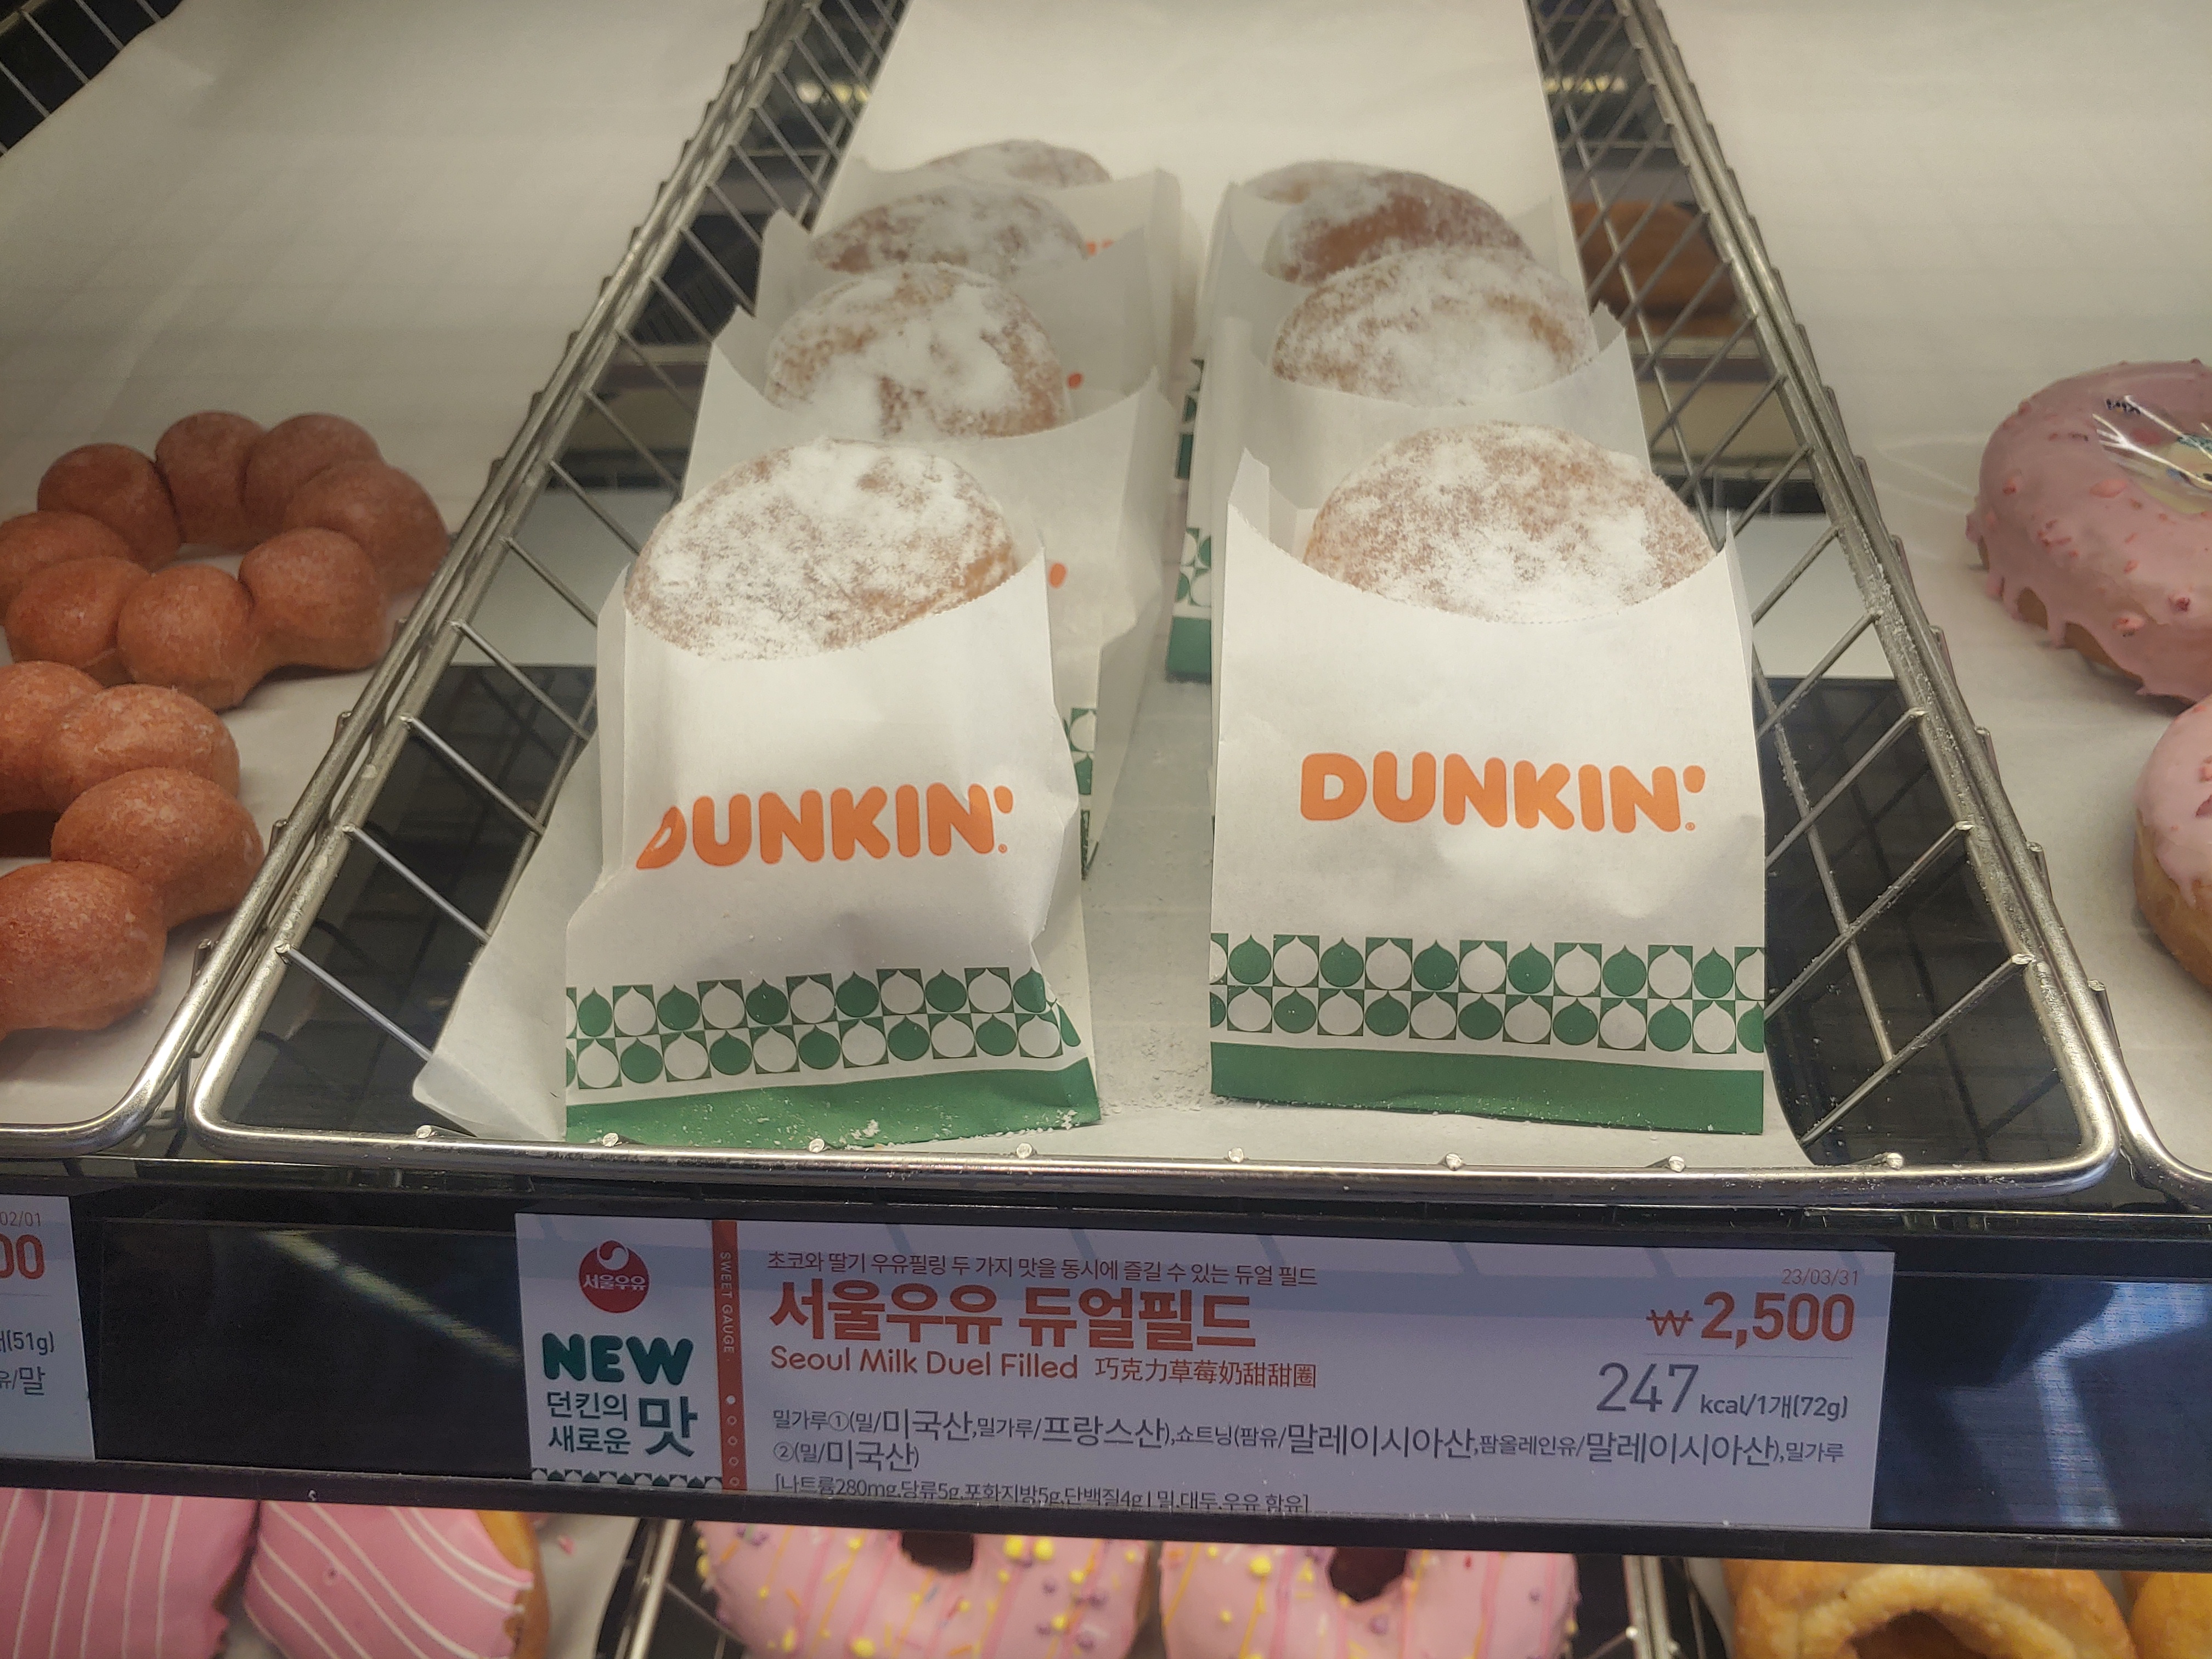 DUNKIN'
DUNKIN'
02/01
00
(51g)
유/말
서울우유
NEW
던킨의
새로운 맛
SWEET GAUGE
초코와 딸기 우유필링 두 가지 맛을 동시에 즐길 수 있는 듀얼 필드
서울우유 듀얼필드
Seoul Milk Duel Filled 巧克力草莓奶甜甜圈
23/03/31
₩2,500
247 kcal/1개(72g)
밀가루①(밀/미국산,밀가루/프랑스산),쇼트닝(팜유/말레이시아산,팜올레인유/말레이시아산),밀가루
②(밀/미국산)
[나트륨280mg,당류5g,포화지방5g,단백질4g | 밀,대두,우유 함유]